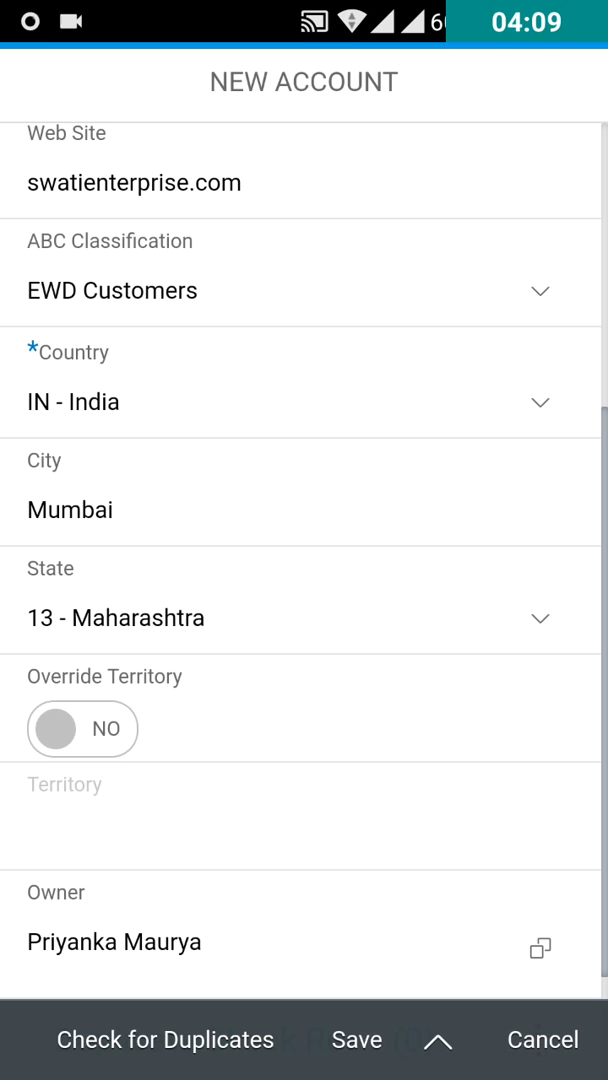 6
04:09
NEW ACCOUNT
Web Site
swatienterprise.com
ABC Classification
EWD Customers
*Country
IN - India
City
Mumbai
State
13 - Maharashtra
Override Territory
NO
Territory
Owner
Priyanka Maurya
Check for Duplicates Save Cancel